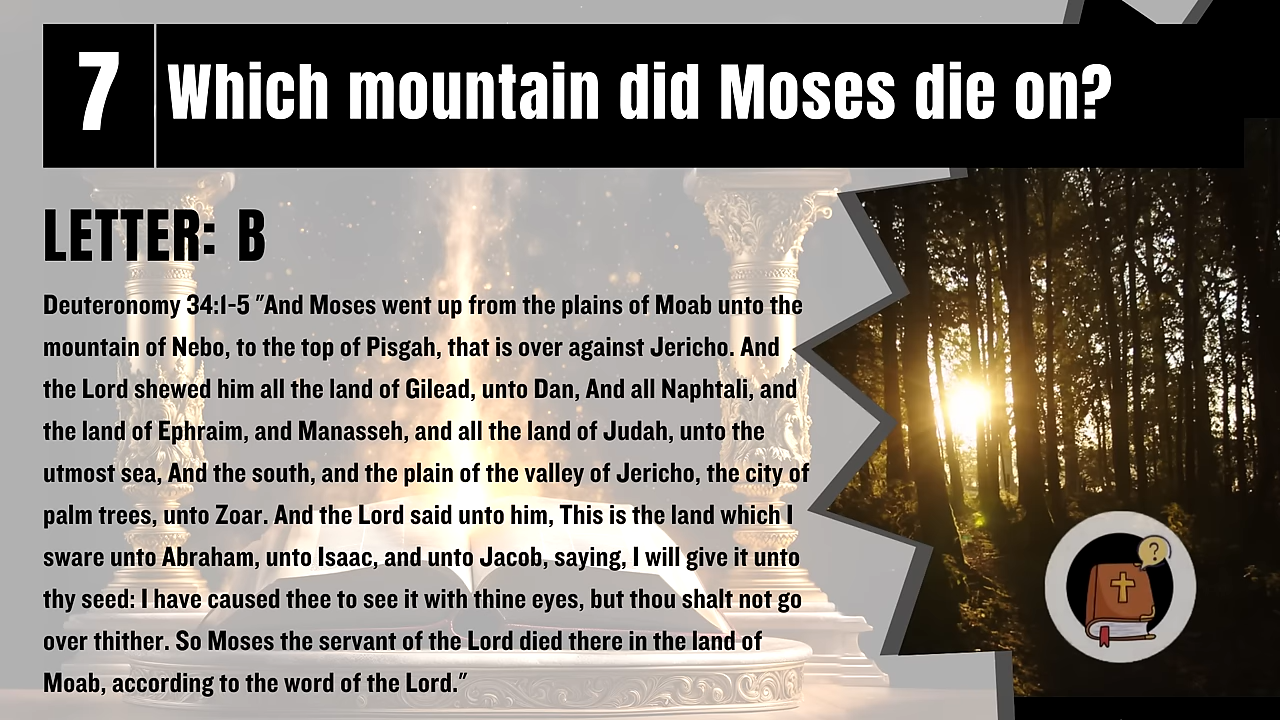 7
Which mountain did Moses die on?
LETTER: B
Deuteronomy 34:1-5 "And Moses went up from the plains of Moab unto the
mountain of Nebo, to the top of Pisgah, that is over against Jericho. And
the Lord shewed him all the land of Gilead, unto Dan, And all Naphtali, and
the land of Ephraim, and Manasseh, and all the land of Judah, unto the
utmost sea, And the south, and the plain of the valley of Jericho, the city of
palm trees, unto Zoar. And the Lord said unto him, This is the land which I
sware unto Abraham, unto Isaac, and unto Jacob, saying, I will give it unto
thy seed: I have caused thee to see it with thine eyes, but thou shalt not go
over thither. So Moses the servant of the Lord died there in the land of
Moab, according to the word of the Lord."
?